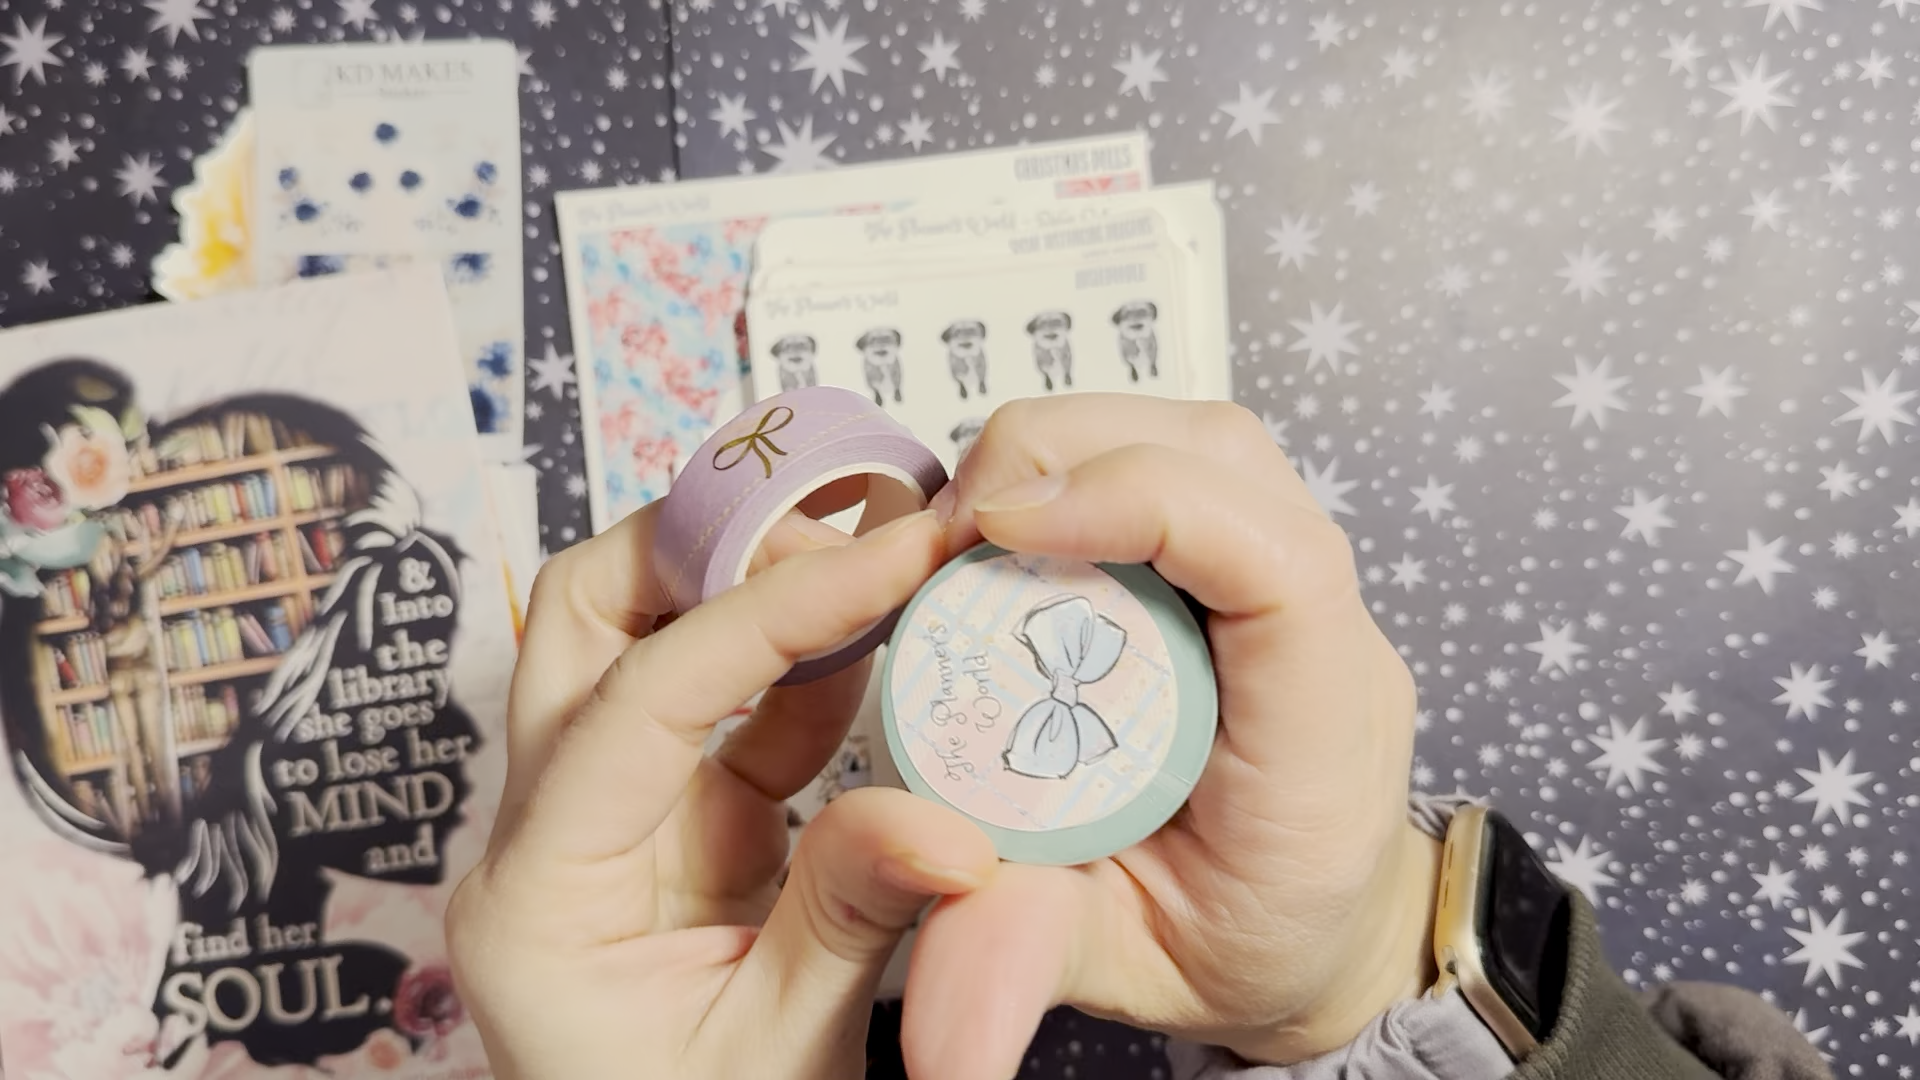 KD MAKES
CHRISTMAS BELLS
The Planner's World
The Planner's World
The Planner's World
The Planner's
World
&
Into
the
library
she goes
to lose her
MIND
and
find her
SOUL.